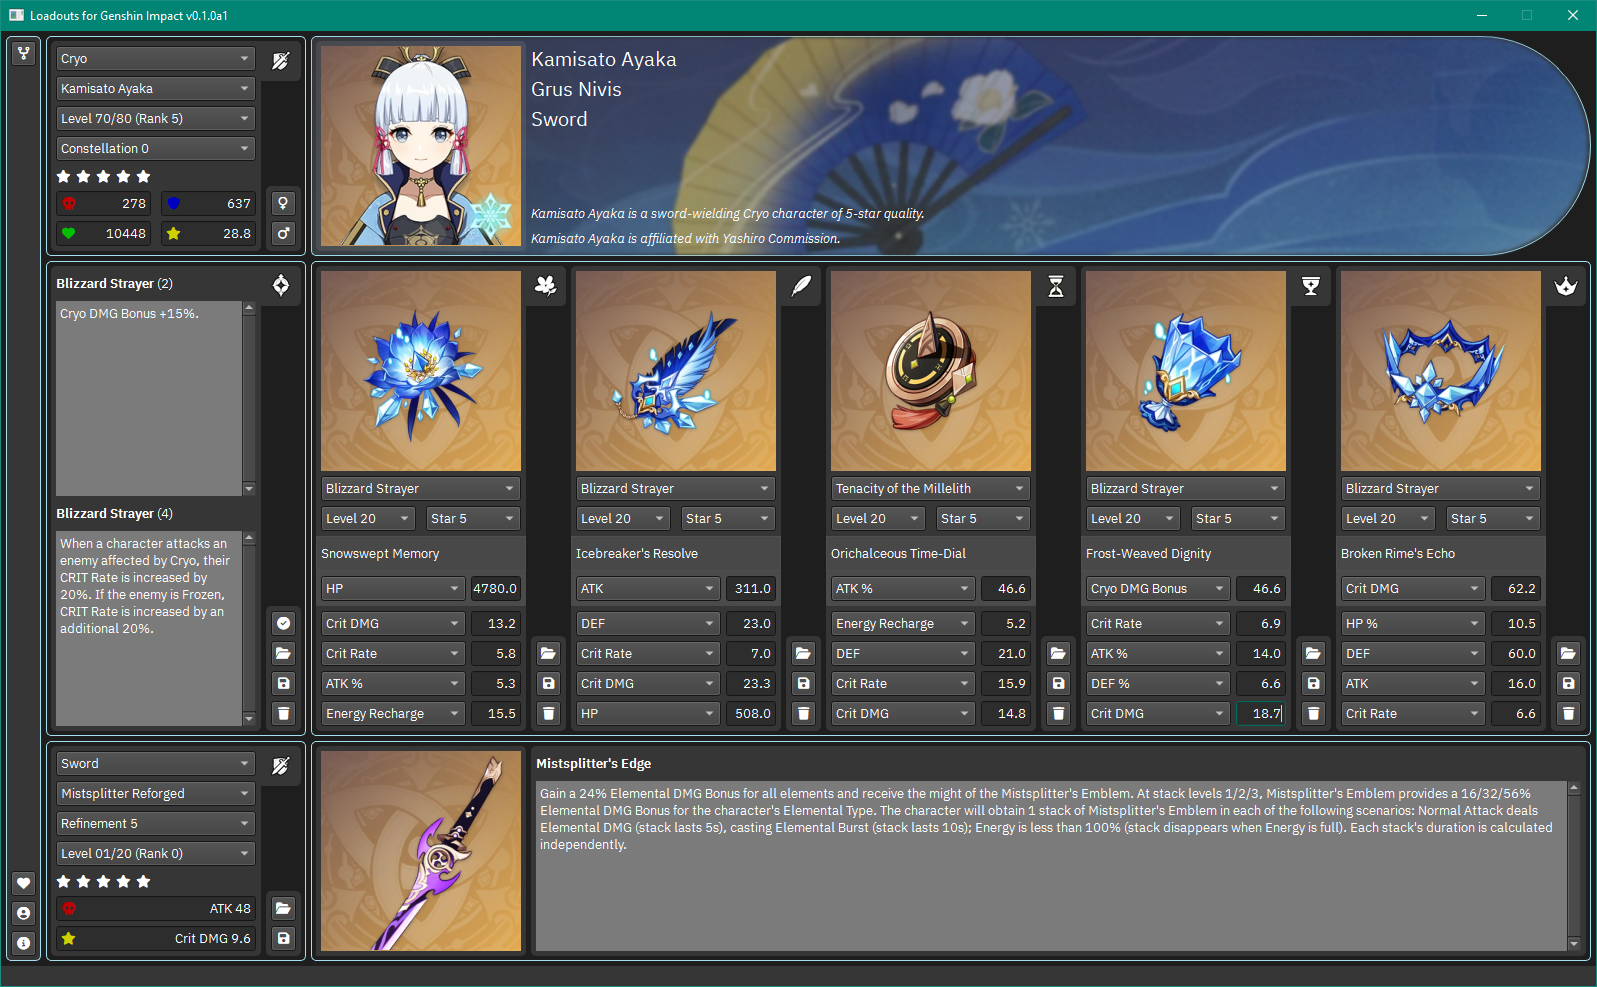 Loadouts for Genshin Impact v0.1.0a1
Cryo
Kamisato Ayaka
Level 70/80 (Rank 5)
Constellation 0
278
637
10448
28.8
Kamisato Ayaka
Grus Nivis
Sword
Kamisato Ayaka is a sword-wielding Cryo character of 5-star quality.
Kamisato Ayaka is affiliated with Yashiro Commission.
Blizzard Strayer (2)
Cryo DMG Bonus +15%.
Blizzard Strayer (4)
When a character attacks an
enemy affected by Cryo, their
CRIT Rate is increased by
20%. If the enemy is Frozen,
CRIT Rate is increased by an
additional 20%.
Blizzard Strayer
Level 20
Star 5
Snowswept Memory
HP
4780.0
Crit DMG
13.2
Crit Rate
5.8
ATK %
5.3
Energy Recharge
15.5
Blizzard Strayer
Level 20
Star 5
Icebreaker's Resolve
ATK
311.0
DEF
23.0
Crit Rate
7.0
Crit DMG
23.3
HP
508.0
Tenacity of the Millelith
Level 20
Star 5
Orichalceous Time-Dial
ATK %
46.6
Energy Recharge
5.2
DEF
21.0
Crit Rate
15.9
Crit DMG
14.8
Blizzard Strayer
Level 20
Star 5
Frost-Weaved Dignity
Cryo DMG Bonus
46.6
Crit Rate
6.9
ATK %
14.0
DEF %
6.6
Crit DMG
18.7
Blizzard Strayer
Level 20
Star 5
Broken Rime's Echo
Crit DMG
62.2
HP %
10.5
DEF
60.0
ATK
16.0
Crit Rate
6.6
Sword
Mistsplitter Reforged
Refinement 5
Level 01/20 (Rank 0)
ATK 48
Crit DMG 9.6
Mistsplitter's Edge
Gain a 24% Elemental DMG Bonus for all elements and receive the might of the Mistsplitter's Emblem. At stack levels 1/2/3, Mistsplitter's Emblem provides a 16/32/56%
Elemental DMG Bonus for the character's Elemental Type. The character will obtain 1 stack of Mistsplitter's Emblem in each of the following scenarios: Normal Attack deals
Elemental DMG (stack lasts 5s), casting Elemental Burst (stack lasts 10s); Energy is less than 100% (stack disappears when Energy is full). Each stack's duration is calculated
independently.